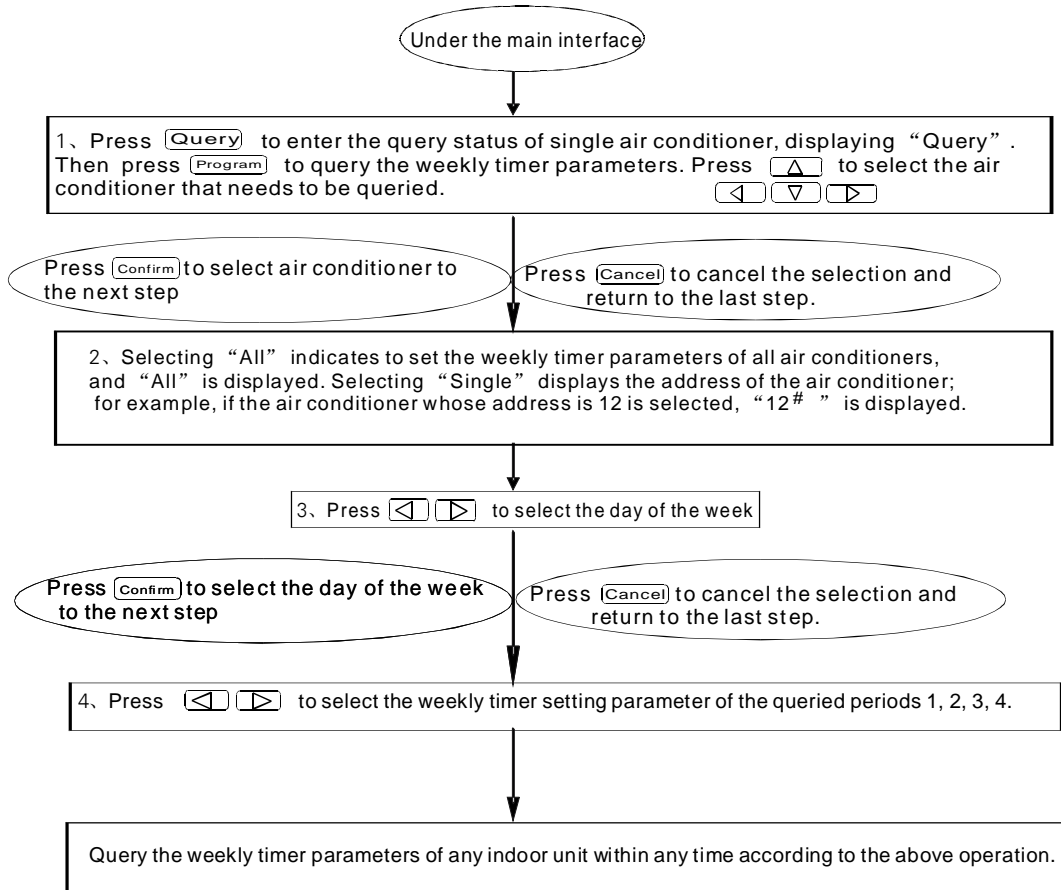 Under the main interface
1、Press Query to enter the query status of single air conditioner, displaying “Query”.
Then press Program to query the weekly timer parameters. Press △ to select the air
conditioner that needs to be queried. ◁ ▽ ▷
Press Confirm to select air conditioner to
the next step
Press Cancel to cancel the selection and
return to the last step.
2、Selecting “All” indicates to set the weekly timer parameters of all air conditioners,
and “All” is displayed. Selecting “Single” displays the address of the air conditioner;
for example, if the air conditioner whose address is 12 is selected, “12# ” is displayed.
3、Press ◁ ▷ to select the day of the week
Press Confirm to select the day of the week
to the next step
Press Cancel to cancel the selection and
return to the last step.
4、Press ◁ ▷ to select the weekly timer setting parameter of the queried periods 1, 2, 3, 4.
Query the weekly timer parameters of any indoor unit within any time according to the above operation.